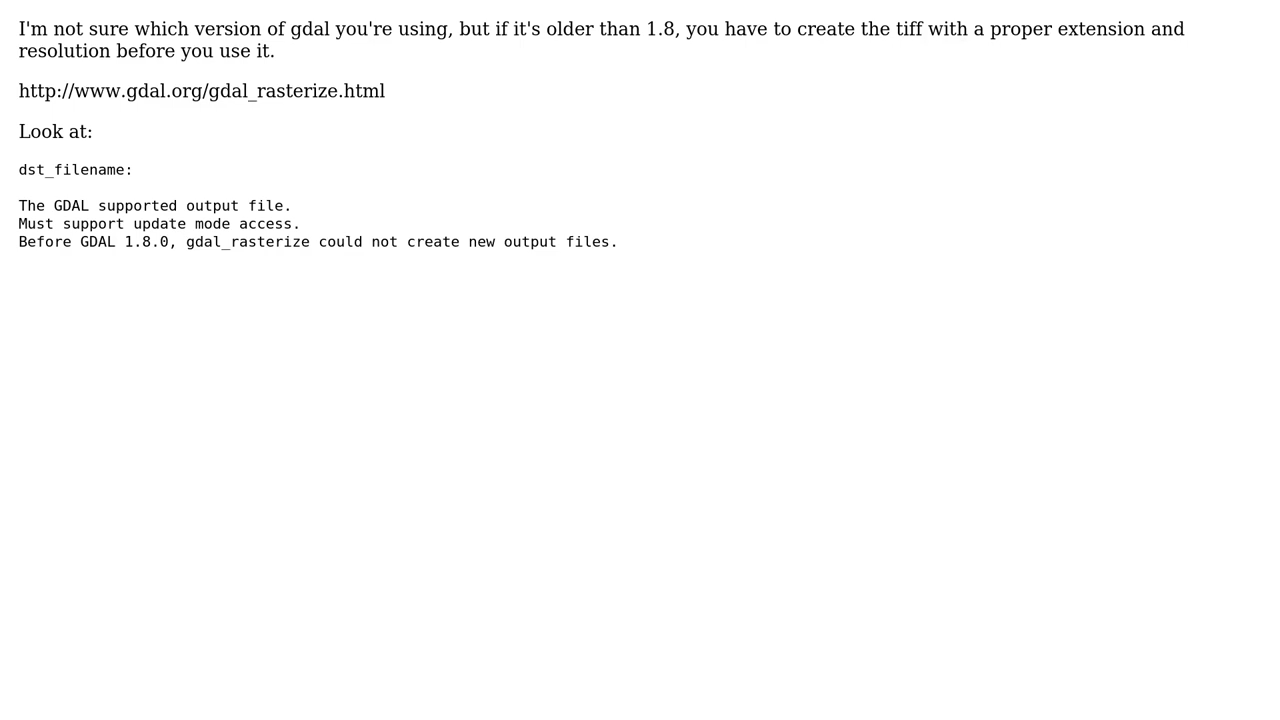 I'm not sure which version of gdal you're using, but if it's older than 1.8, you have to create the tiff with a proper extension and
resolution before you use it.
http://www.gdal.org/gdal_rasterize.html
Look at:
dst_filename:
The GDAL supported output file.
Must support update mode access.
Before GDAL 1.8.0, gdal_rasterize could not create new output files.